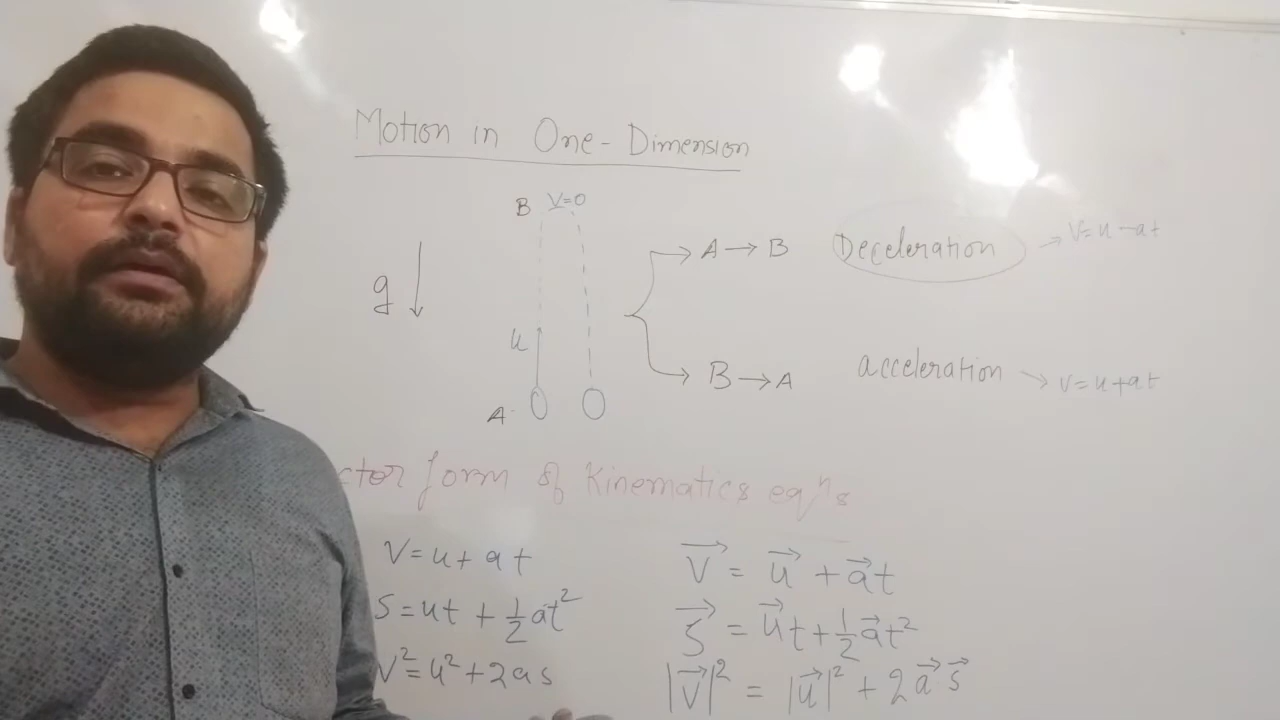 Motion in One-Dimension
B V=0
g
u
A
A → B Deceleration → V=u-at
B → A acceleration → V=u+at
ctor form of Kinematics eqⁿs
V=u+at
S=ut+½at²
V²=u²+2as
V⃗ = u⃗ + a⃗t
S⃗ = u⃗t+½a⃗t²
|V⃗|² = |u⃗|² + 2a⃗ s⃗